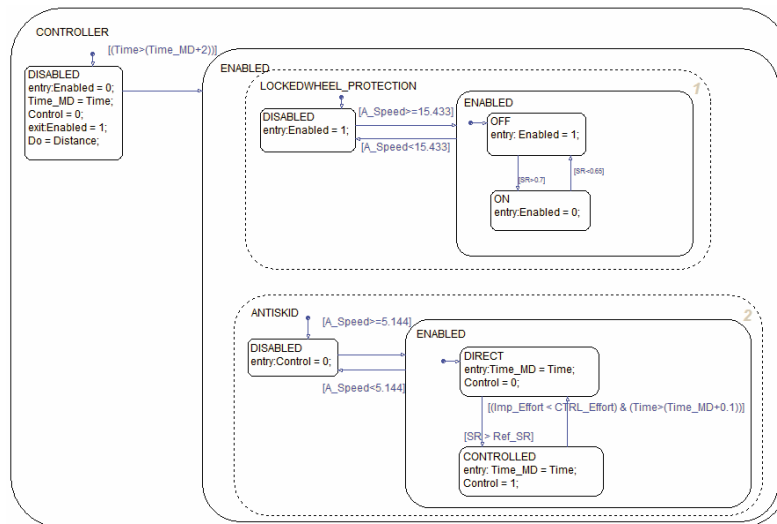 CONTROLLER
[(Time>(Time_MD+2))]
DISABLED
entry:Enabled = 0;
Time_MD = Time;
Control = 0;
exit:Enabled = 1;
Do = Distance;
ENABLED
1
LOCKEDWHEEL_PROTECTION
DISABLED
entry:Enabled = 1;
[A_Speed>=15.433]
[A_Speed<15.433]
ENABLED
OFF
entry: Enabled = 1;
[SR>0.7]
[SR<0.65]
ON
entry:Enabled = 0;
2
ANTISKID
[A_Speed>=5.144]
DISABLED
entry:Control = 0;
[A_Speed<5.144]
ENABLED
DIRECT
entry:Time_MD = Time;
Control = 0;
[(Imp_Effort < CTRL_Effort) & (Time>(Time_MD+0.1))]
[SR > Ref_SR]
CONTROLLED
entry: Time_MD = Time;
Control = 1;